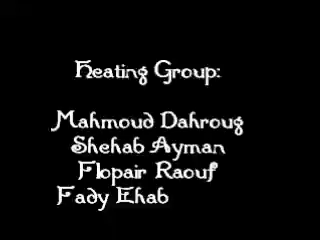 Heating Group:
Mahmoud Dahroug
Shehab Ayman
Flopair Raouf
Fady Ehab